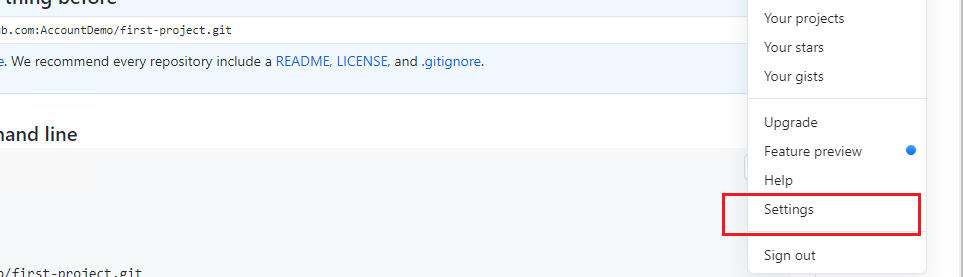 thing before
b.com:AccountDemo/first-project.git
e. We recommend every repository include a README, LICENSE, and .gitignore.
mand line
o/first-project.git
Your projects
Your stars
Your gists
Upgrade
Feature preview
Help
Settings
Sign out